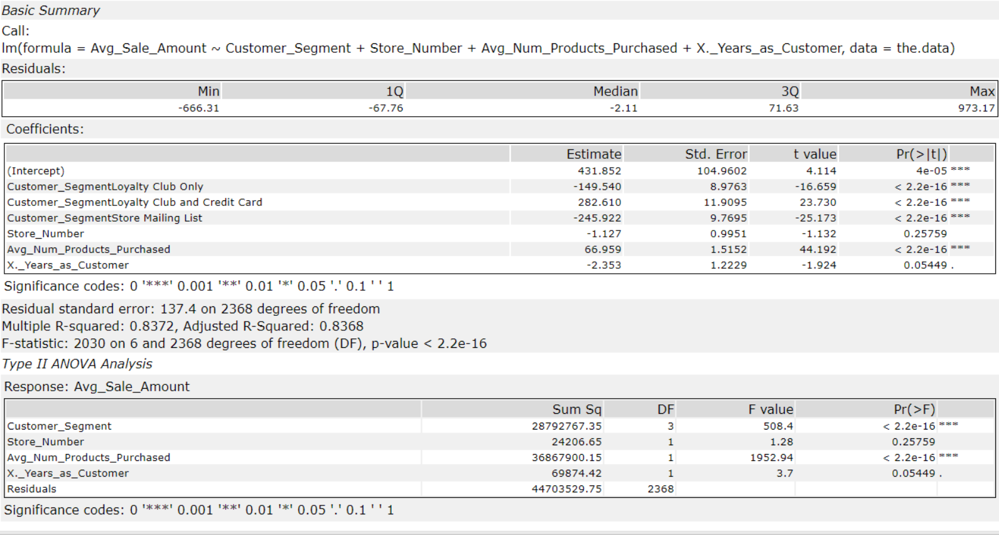 Basic Summary
Call:
lm(formula = Avg_Sale_Amount ~ Customer_Segment + Store_Number + Avg_Num_Products_Purchased + X._Years_as_Customer, data = the.data)
Residuals:
Min 1Q Median 3Q Max
-666.31 -67.76 -2.11 71.63 973.17
Coefficients:
Estimate Std. Error t value Pr(>|t|)
(Intercept) 431.852 104.9602 4.114 4e-05 ***
Customer_SegmentLoyalty Club Only -149.540 8.9763 -16.659 < 2.2e-16 ***
Customer_SegmentLoyalty Club and Credit Card 282.610 11.9095 23.730 < 2.2e-16 ***
Customer_SegmentStore Mailing List -245.922 9.7695 -25.173 < 2.2e-16 ***
Store_Number -1.127 0.9951 -1.132 0.25759
Avg_Num_Products_Purchased 66.959 1.5152 44.192 < 2.2e-16 ***
X._Years_as_Customer -2.353 1.2229 -1.924 0.05449 .
Significance codes: 0 '***' 0.001 '**' 0.01 '*' 0.05 '.' 0.1 ' ' 1
Residual standard error: 137.4 on 2368 degrees of freedom
Multiple R-squared: 0.8372, Adjusted R-Squared: 0.8368
F-statistic: 2030 on 6 and 2368 degrees of freedom (DF), p-value < 2.2e-16
Type II ANOVA Analysis
Response: Avg_Sale_Amount
Sum Sq DF F value Pr(>F)
Customer_Segment 28792767.35 3 508.4 < 2.2e-16 ***
Store_Number 24206.65 1 1.28 0.25759
Avg_Num_Products_Purchased 36867900.15 1 1952.94 < 2.2e-16 ***
X._Years_as_Customer 69874.42 1 3.7 0.05449 .
Residuals 44703529.75 2368
Significance codes: 0 '***' 0.001 '**' 0.01 '*' 0.05 '.' 0.1 ' ' 1